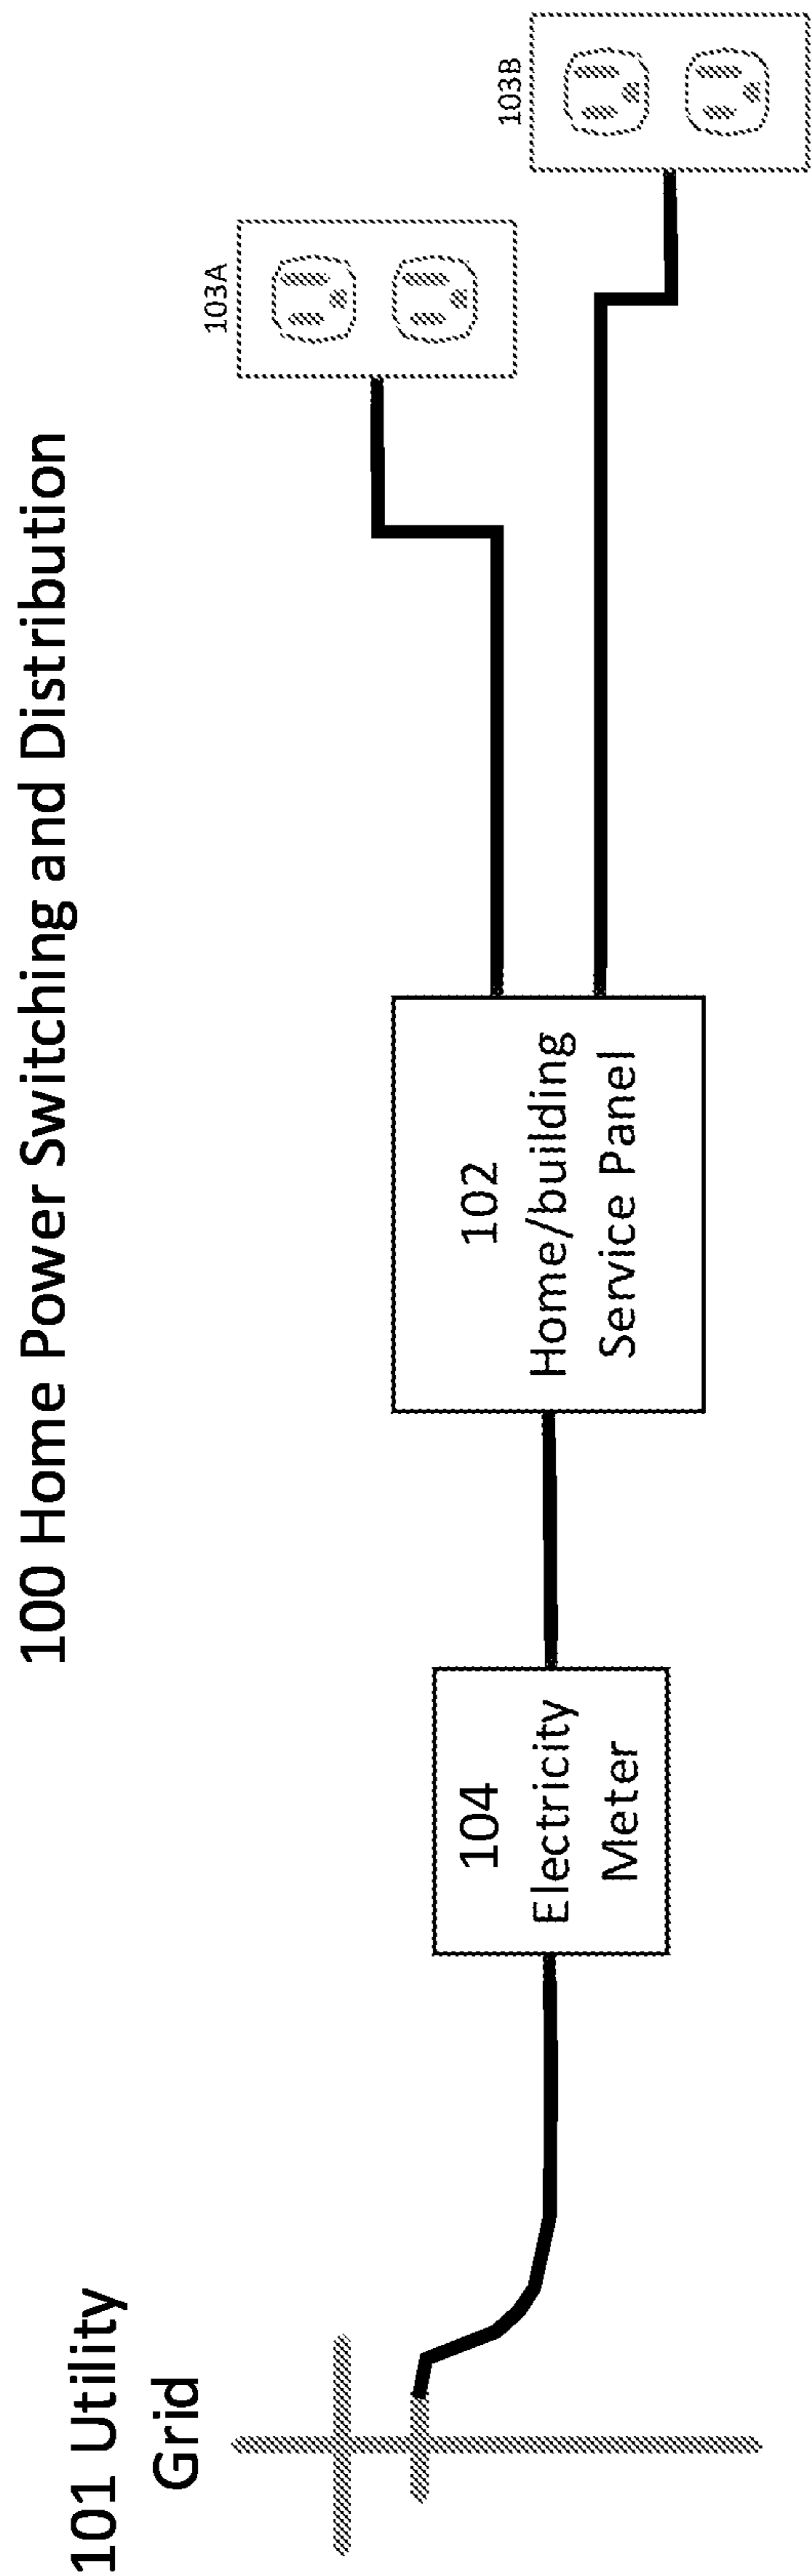 100 Home Power Switching and Distribution
101 Utility
Grid
104
Electricity
Meter
102
Home/building
Service Panel
103A
103B